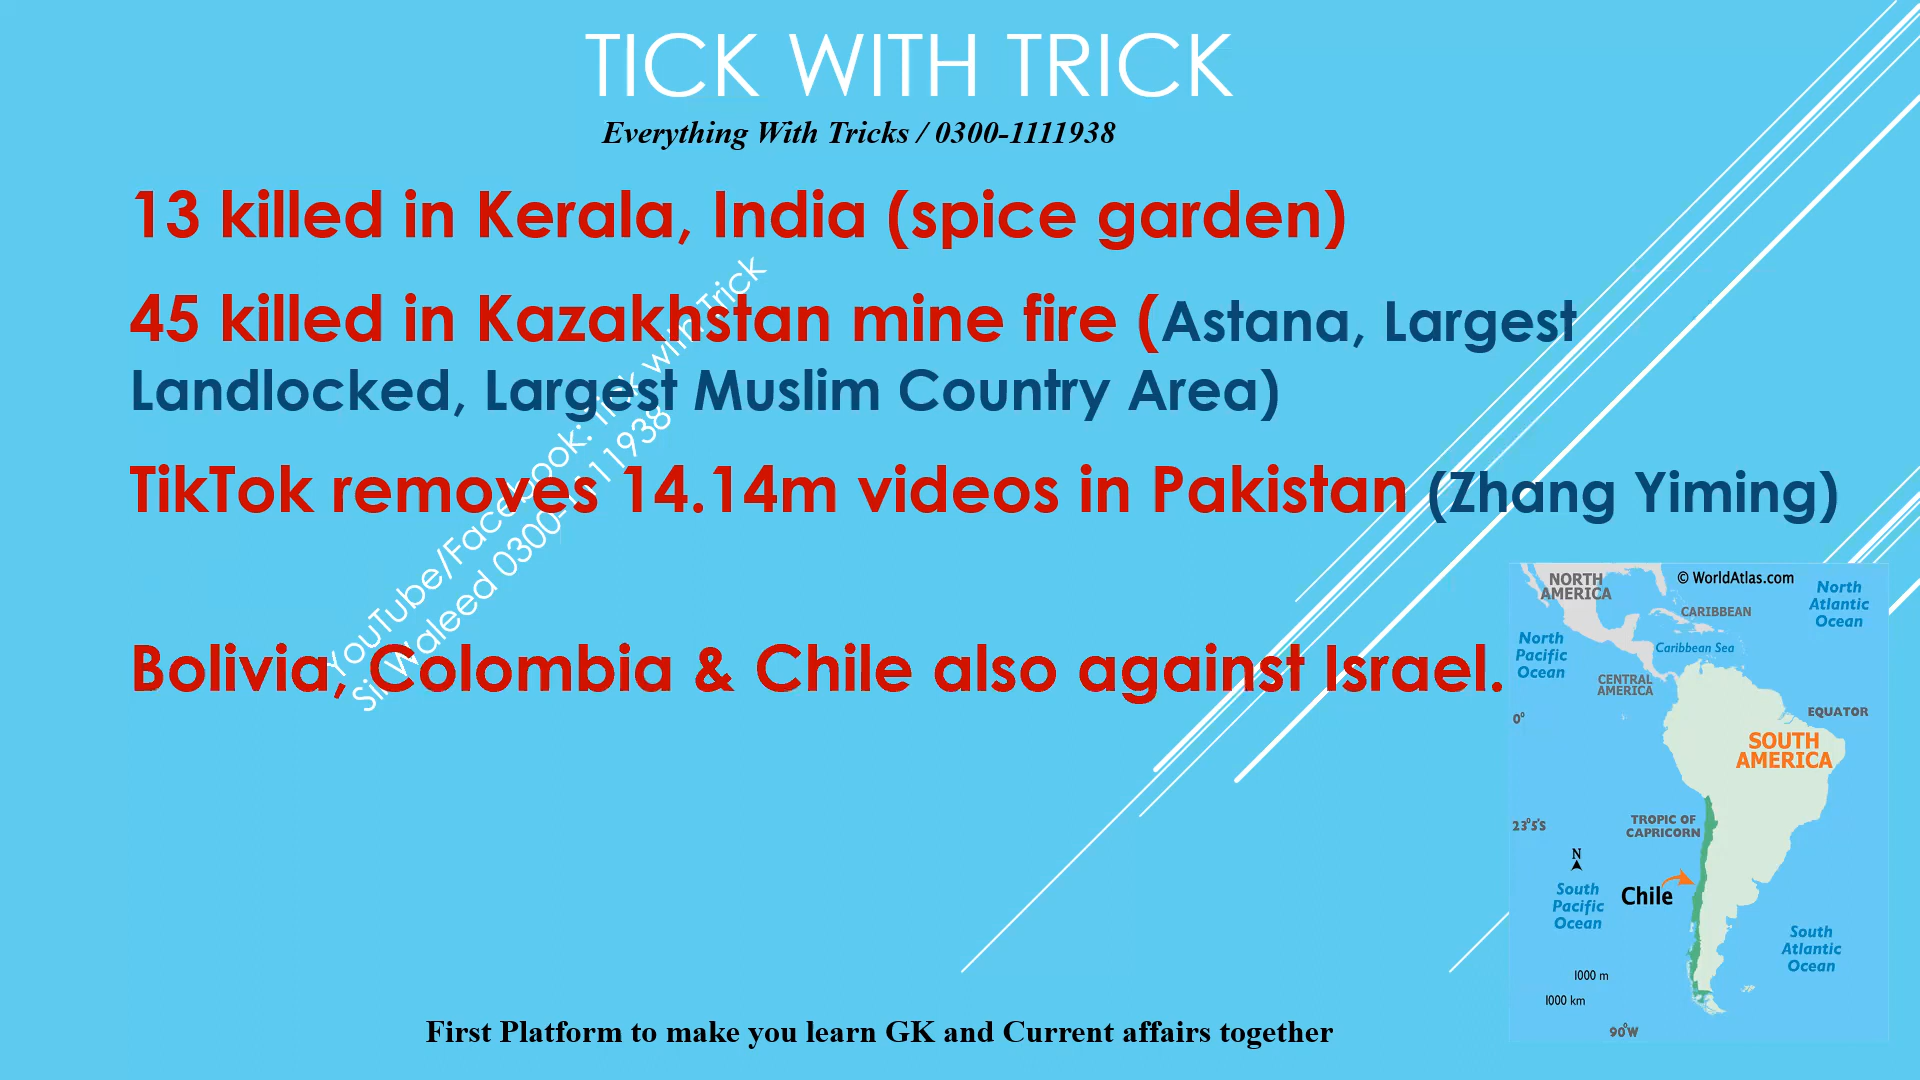 TICK WITH TRICK
Everything With Tricks / 0300-1111938
13 killed in Kerala, India (spice garden)
45 killed in Kazakhstan mine fire (Astana, Largest
Landlocked, Largest Muslim Country Area)
TikTok removes 14.14m videos in Pakistan (Zhang Yiming)
Bolivia, Colombia & Chile also against Israel.
YouTube/Facebook: Tick with Trick
Sir Waleed 0300-1111938
NORTH
AMERICA
© WorldAtlas.com
North
Atlantic
Ocean
CARIBBEAN
North
Pacific
Ocean
Caribbean Sea
CENTRAL
AMERICA
0°
EQUATOR
SOUTH
AMERICA
23°5'S
TROPIC OF
CAPRICORN
N
Chile
South
Pacific
Ocean
South
Atlantic
Ocean
1000 m
1000 km
90°W
First Platform to make you learn GK and Current affairs together